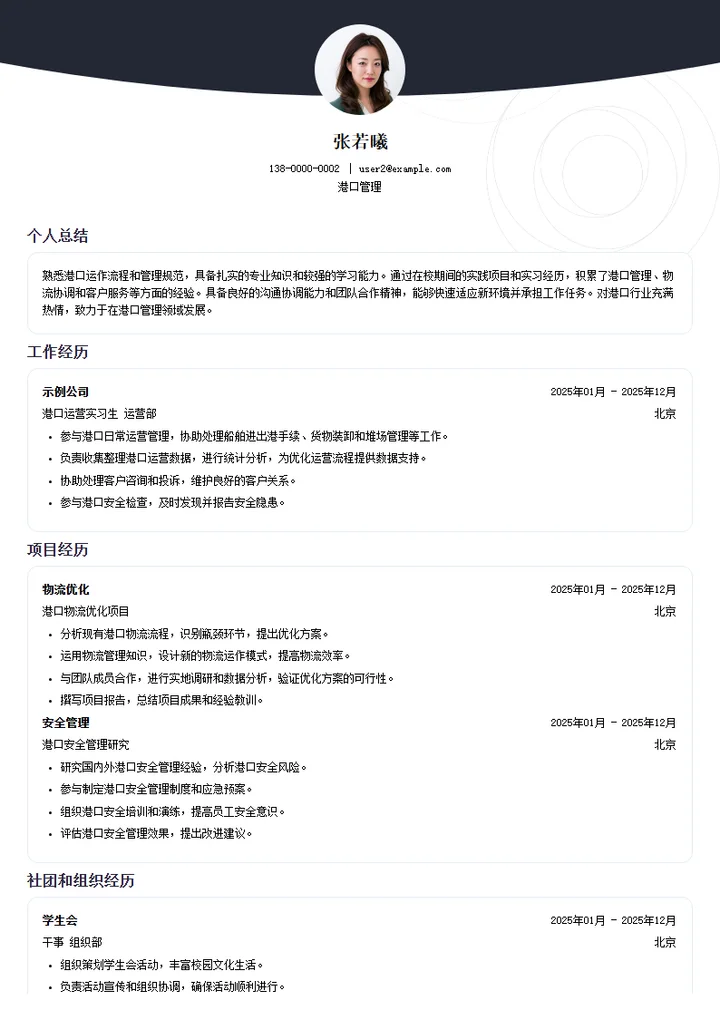 张若曦
138-0000-0002 | user2@example.com
港口管理
个人总结
熟悉港口运作流程和管理规范，具备扎实的专业知识和较强的学习能力。通过在校期间的实践项目和实习经历，积累了港口管理、物
流协调和客户服务等方面的经验。具备良好的沟通协调能力和团队合作精神，能够快速适应新环境并承担工作任务。对港口行业充满
热情，致力于在港口管理领域发展。
工作经历
示例公司 2025年01月 - 2025年12月
港口运营实习生 运营部 北京
• 参与港口日常运营管理，协助处理船舶进出港手续、货物装卸和堆场管理等工作。
• 负责收集整理港口运营数据，进行统计分析，为优化运营流程提供数据支持。
• 协助处理客户咨询和投诉，维护良好的客户关系。
• 参与港口安全检查，及时发现并报告安全隐患。
项目经历
物流优化 2025年01月 - 2025年12月
港口物流优化项目 北京
• 分析现有港口物流流程，识别瓶颈环节，提出优化方案。
• 运用物流管理知识，设计新的物流运作模式，提高物流效率。
• 与团队成员合作，进行实地调研和数据分析，验证优化方案的可行性。
• 撰写项目报告，总结项目成果和经验教训。
安全管理 2025年01月 - 2025年12月
港口安全管理研究 北京
• 研究国内外港口安全管理经验，分析港口安全风险。
• 参与制定港口安全管理制度和应急预案。
• 组织港口安全培训和演练，提高员工安全意识。
• 评估港口安全管理效果，提出改进建议。
社团和组织经历
学生会 2025年01月 - 2025年12月
干事 组织部 北京
• 组织策划学生会活动，丰富校园文化生活。
• 负责活动宣传和组织协调，确保活动顺利进行。